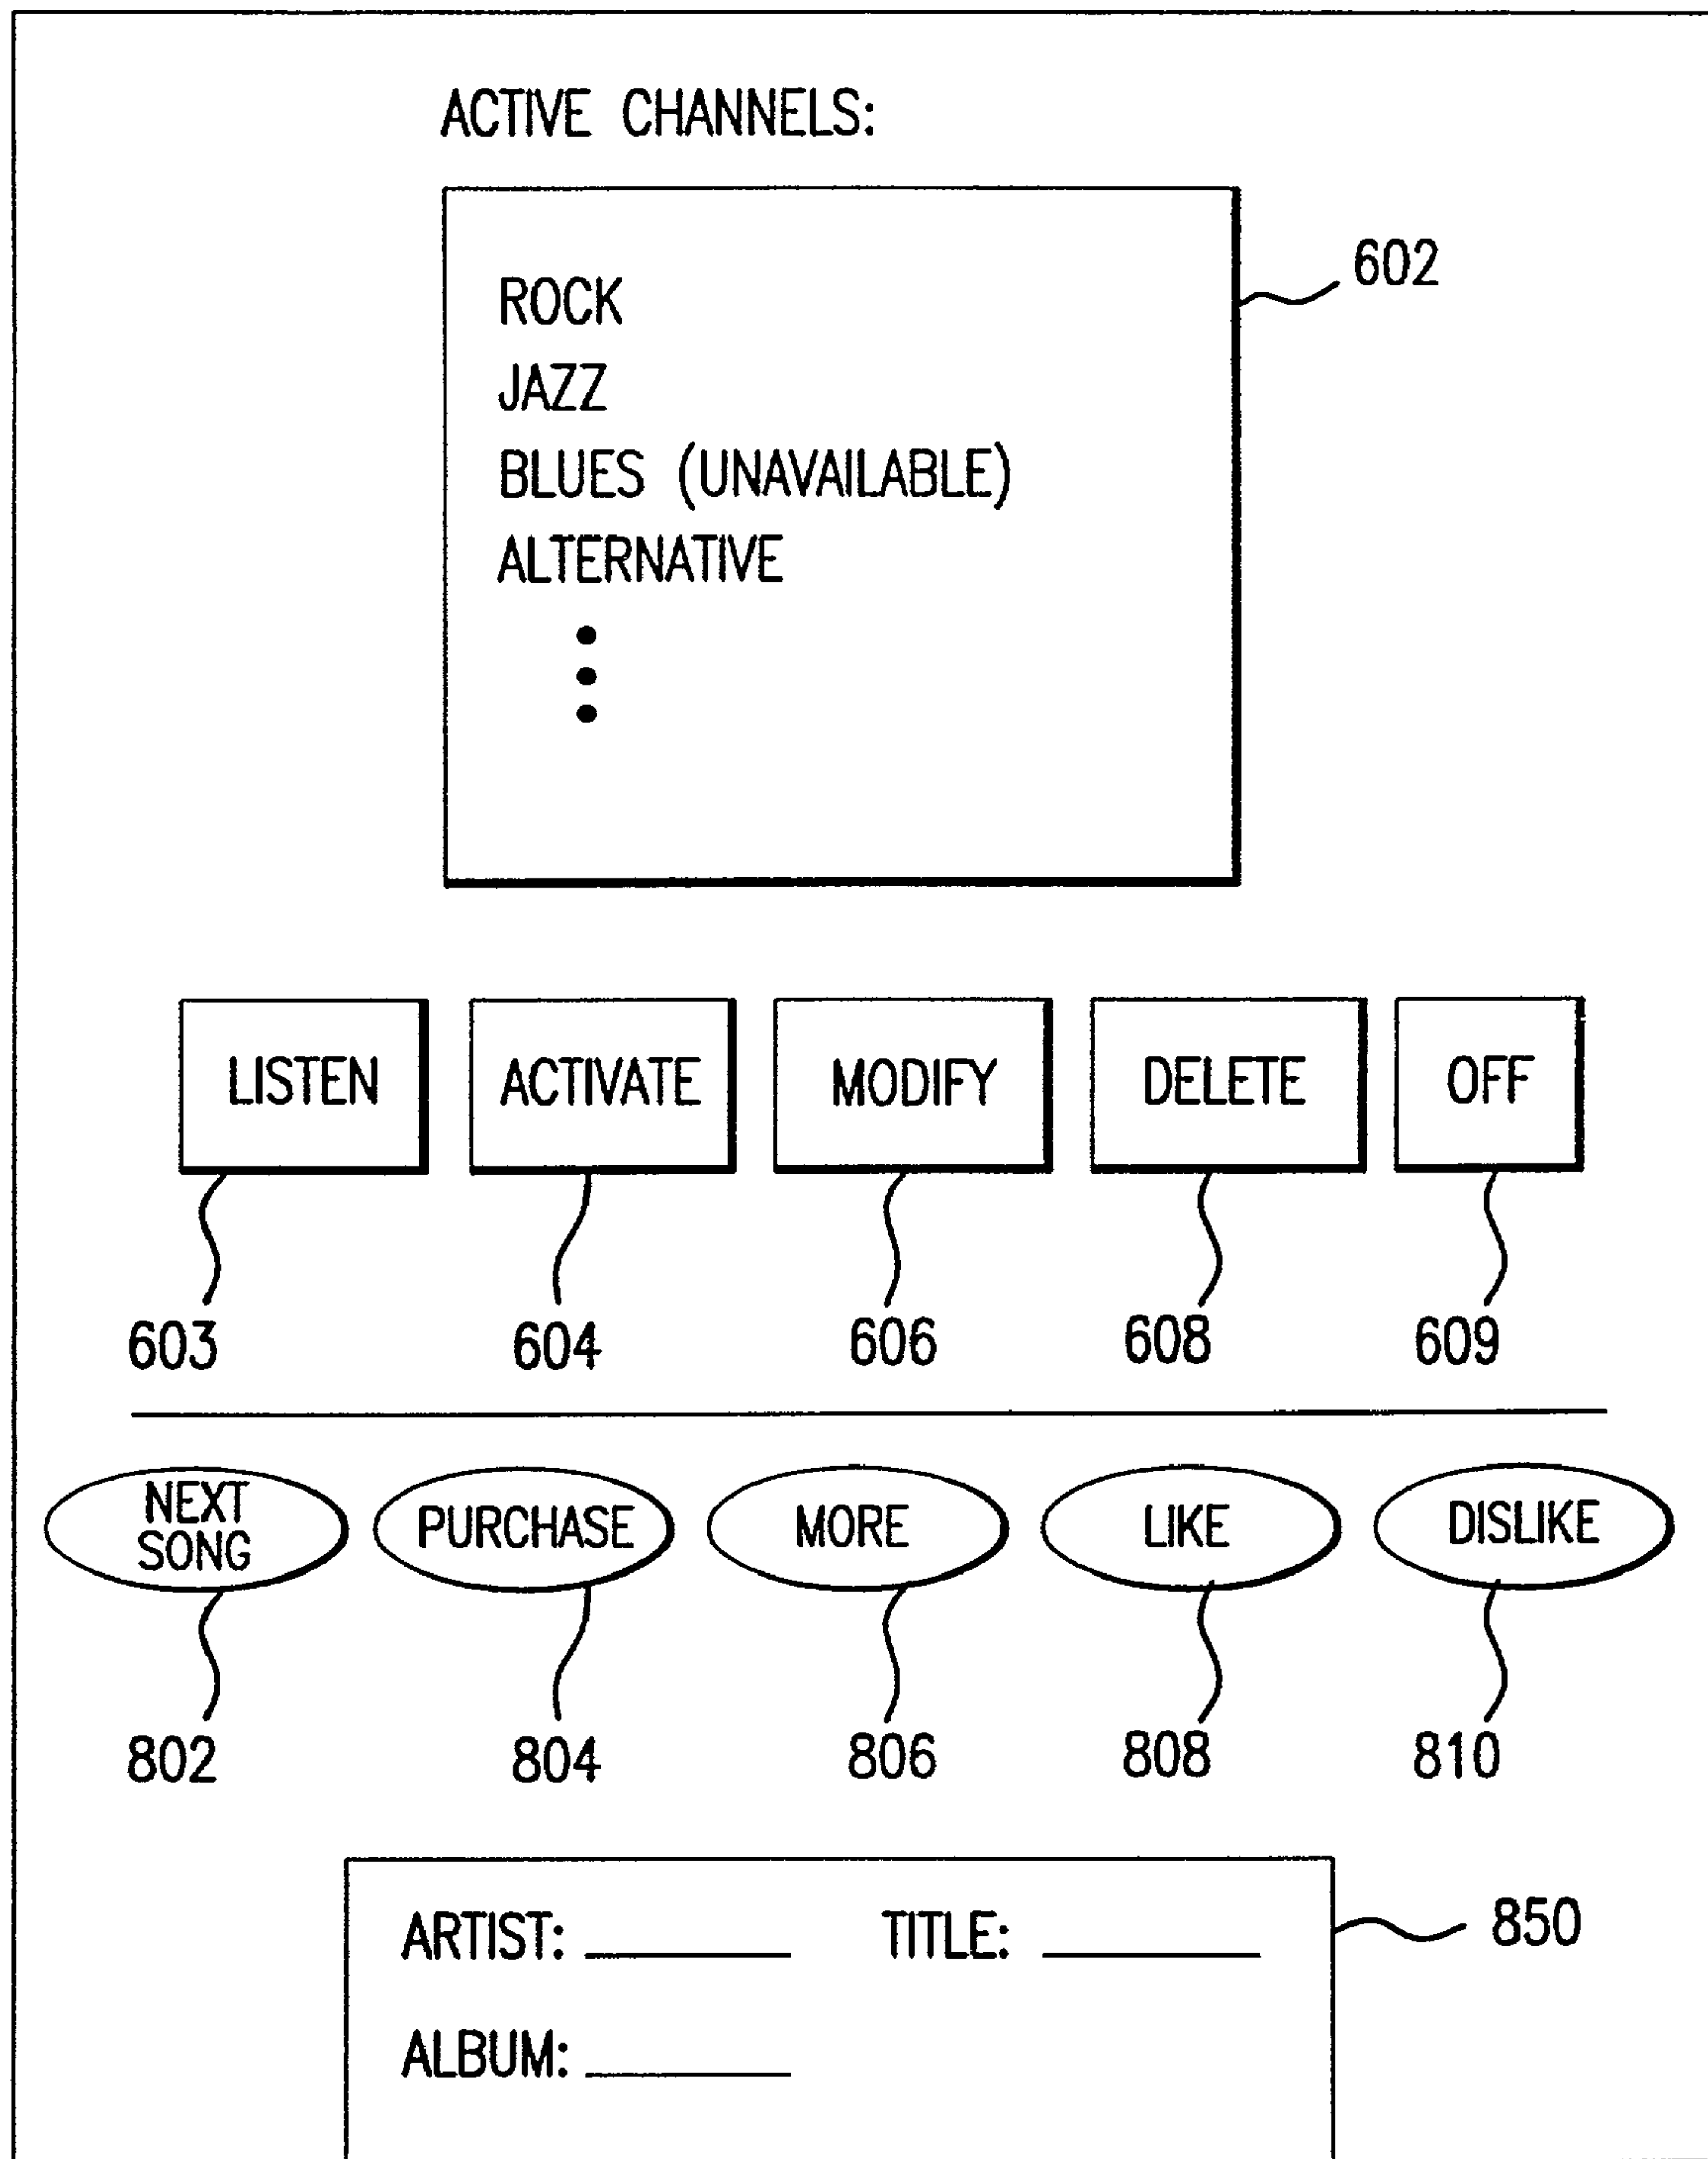 ACTIVE CHANNELS:
602
ROCK
JAZZ
BLUES (UNAVAILABLE)
ALTERNATIVE
LISTEN ACTIVATE MODIFY DELETE OFF
603 604 606 608 609
NEXT SONG PURCHASE MORE LIKE DISLIKE
802 804 806 808 810
ARTIST: TITLE: 850
ALBUM: